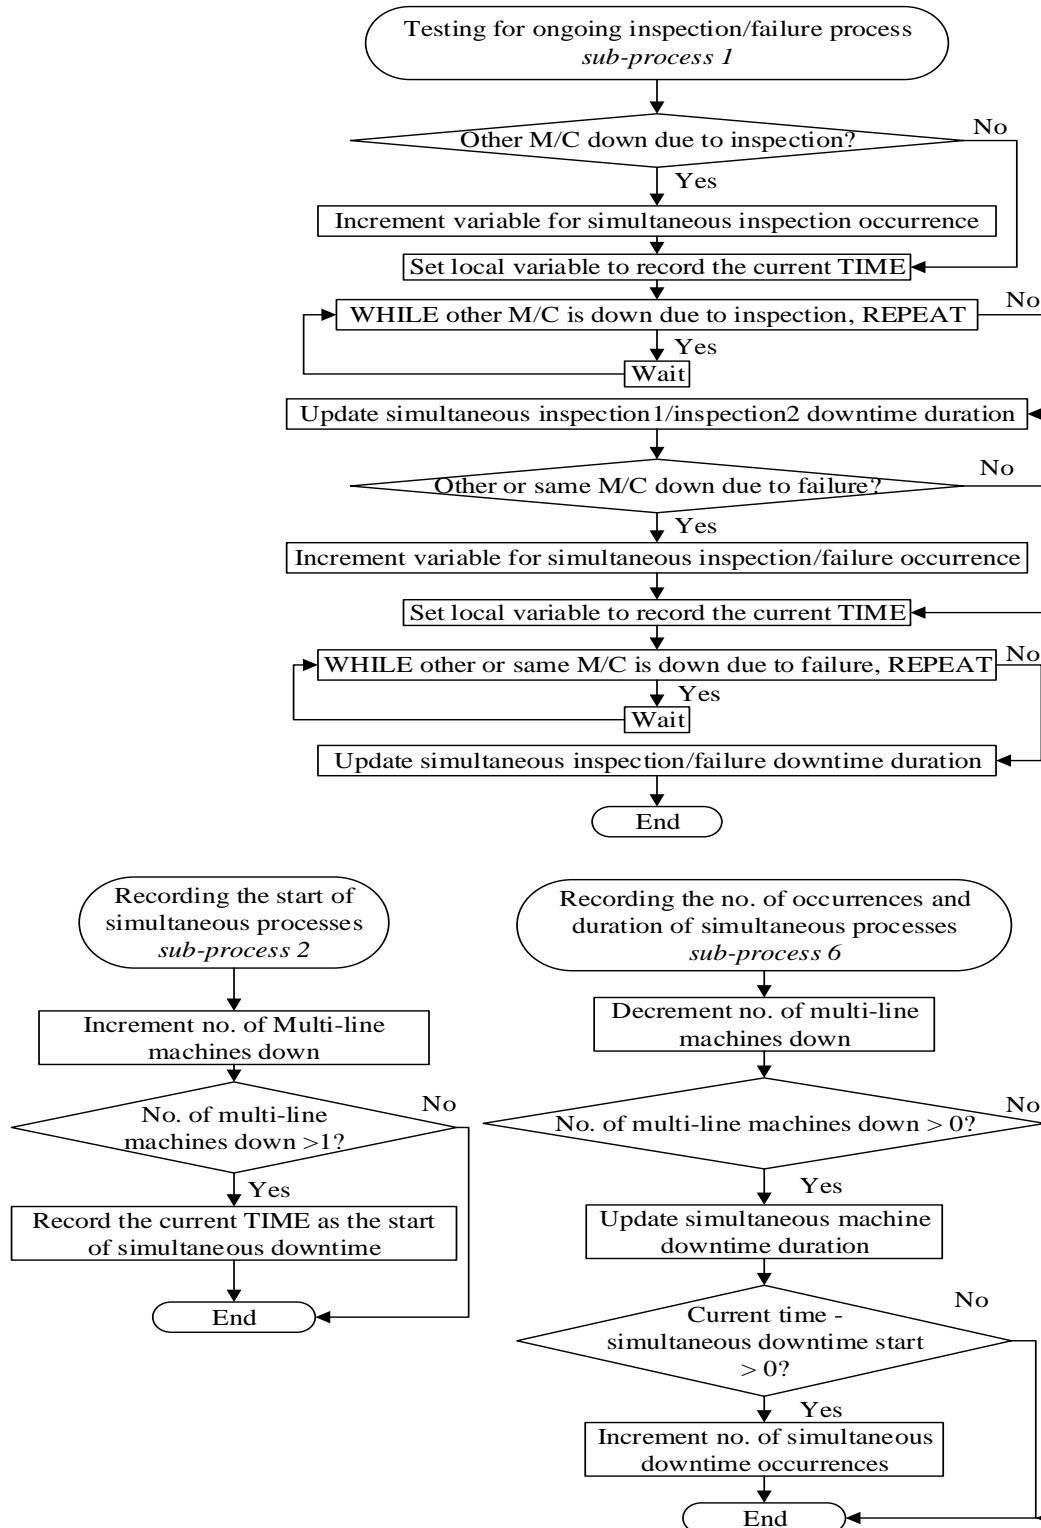 Testing for ongoing inspection/failure process
sub-process 1
Other M/C down due to inspection?
No
Yes
Increment variable for simultaneous inspection occurrence
Set local variable to record the current TIME
WHILE other M/C is down due to inspection, REPEAT
No
Yes
Wait
Update simultaneous inspection1/inspection2 downtime duration
Other or same M/C down due to failure?
No
Yes
Increment variable for simultaneous inspection/failure occurrence
Set local variable to record the current TIME
WHILE other or same M/C is down due to failure, REPEAT
No
Yes
Wait
Update simultaneous inspection/failure downtime duration
End
Recording the start of
simultaneous processes
sub-process 2
Increment no. of Multi-line
machines down
No. of multi-line
machines down >1?
No
Yes
Record the current TIME as the start
of simultaneous downtime
End
Recording the no. of occurrences and
duration of simultaneous processes
sub-process 6
Decrement no. of multi-line
machines down
No. of multi-line machines down > 0?
No
Yes
Update simultaneous machine
downtime duration
Current time -
simultaneous downtime start
> 0?
No
Yes
Increment no. of simultaneous
downtime occurrences
End